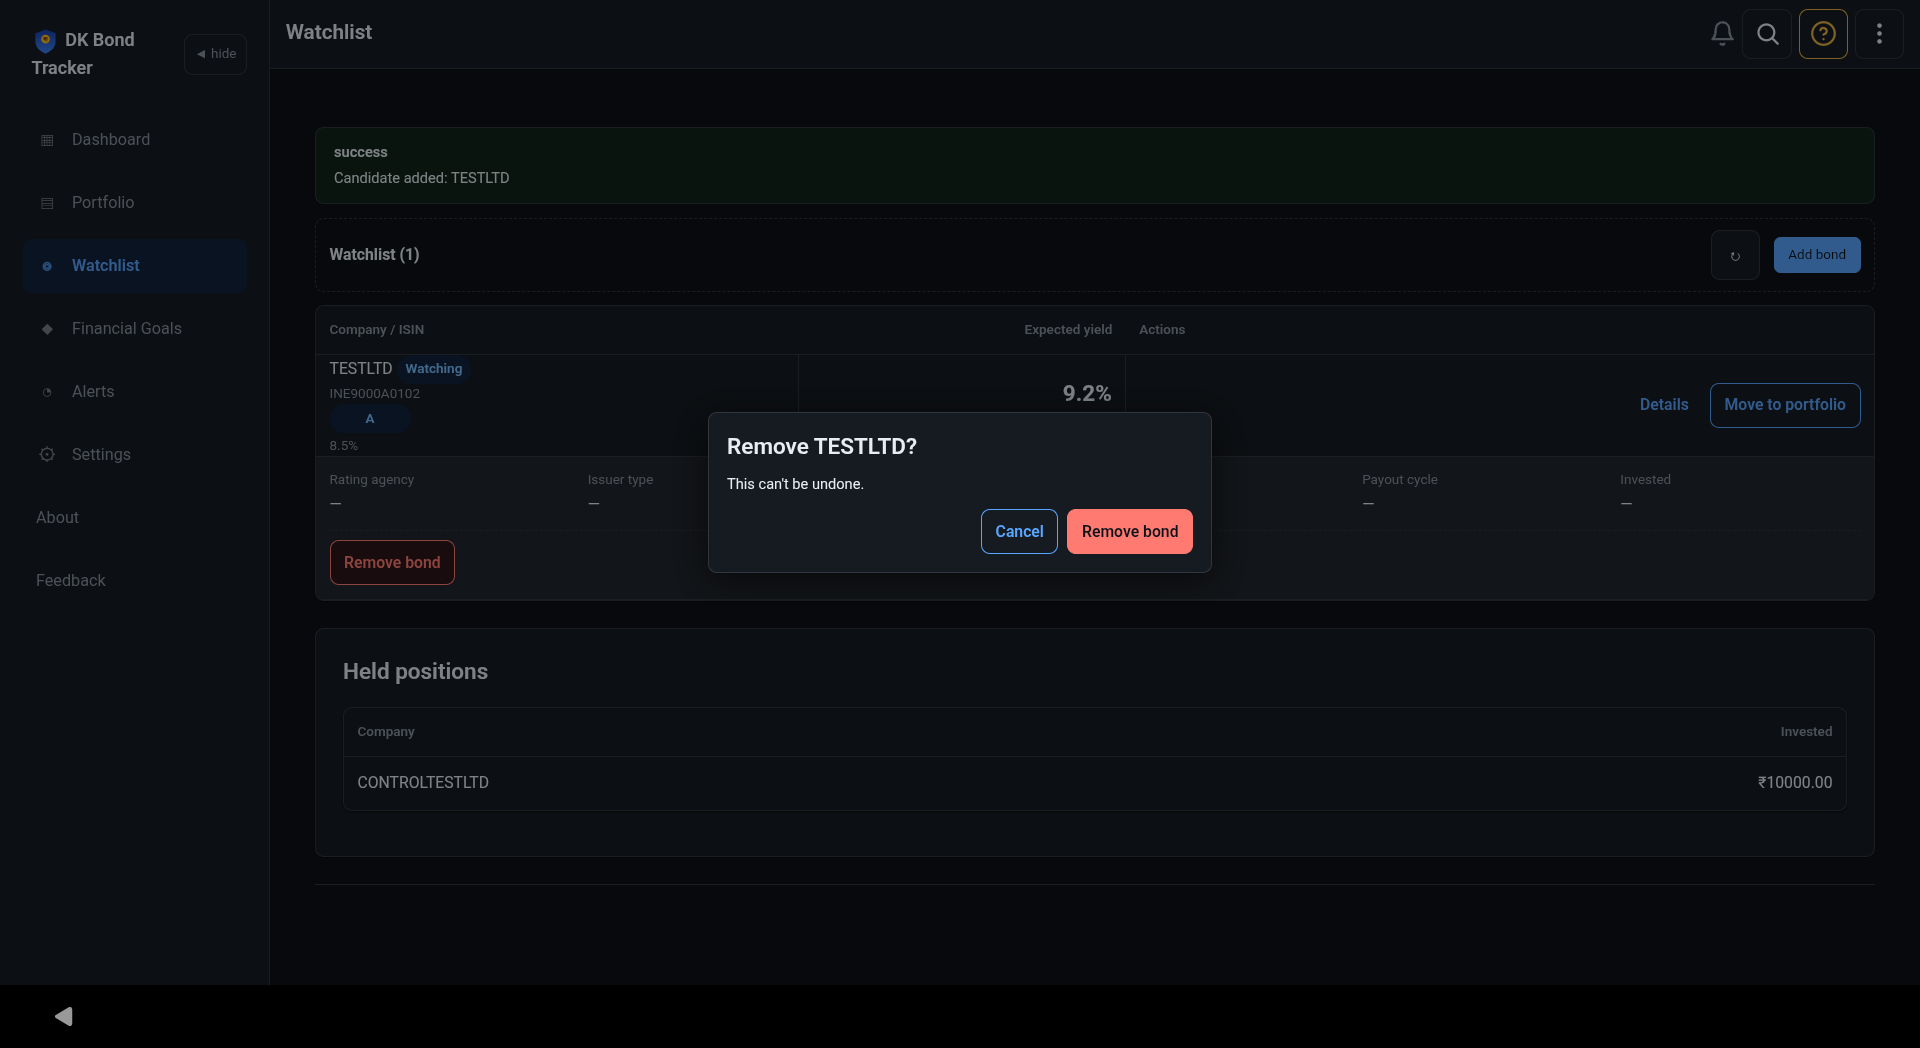 DK Bond
Tracker
◄ hide
Dashboard
Portfolio
Watchlist
Financial Goals
Alerts
Settings
About
Feedback
Watchlist
success
Candidate added: TESTLTD
Watchlist (1)
Add bond
Company / ISIN
Expected yield
Actions
TESTLTD Watching
INE9000A0102
A
8.5%
9.2%
Details
Move to portfolio
Rating agency
—
Issuer type
—
Payout cycle
—
Invested
—
Remove bond
Remove TESTLTD?
This can't be undone.
Cancel
Remove bond
Held positions
Company
Invested
CONTROLTESTLTD
₹10000.00